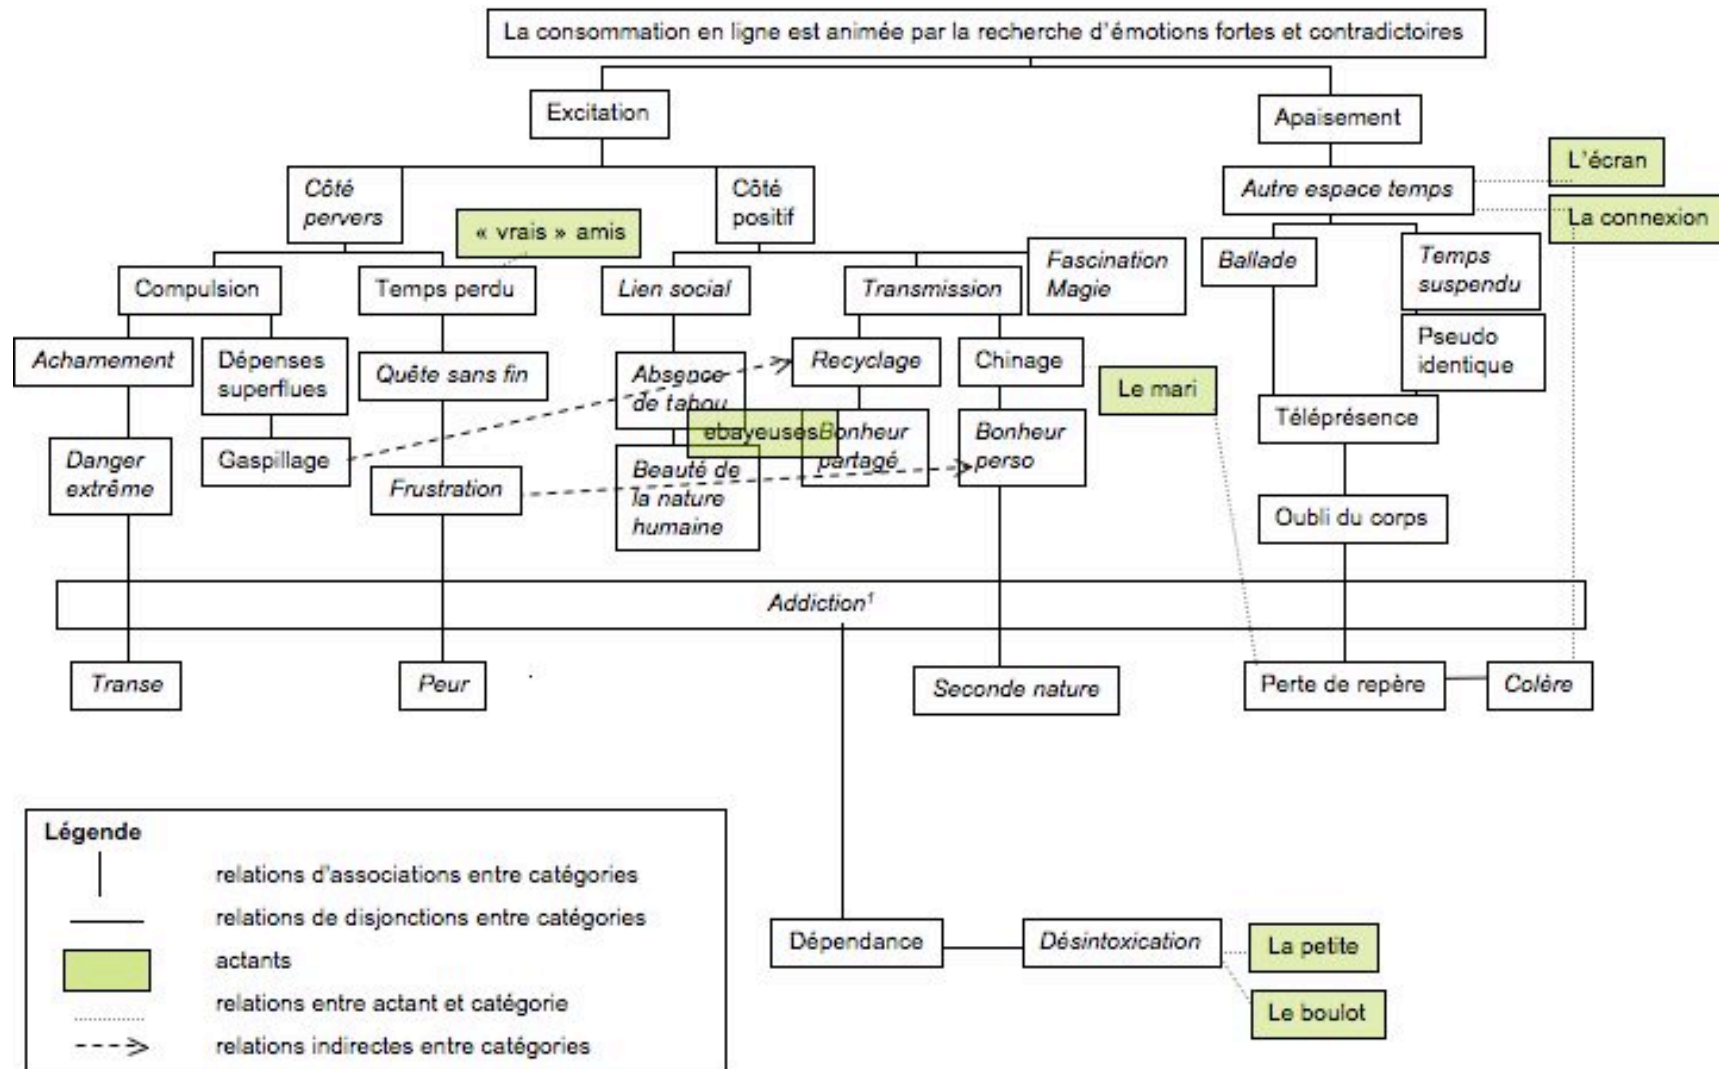 La consommation en ligne est animée par la recherche d'émotions fortes et contradictoires
Excitation
Apaisement
Côté
pervers
Côté
positif
Autre espace temps
L'écran
La connexion
« vrais » amis
Compulsion
Temps perdu
Lien social
Transmission
Fascination
Magie
Ballade
Temps
suspendu
Acharnement
Dépenses
superflues
Quête sans fin
Absence
de tabou
Recyclage
Chinage
Le mari
Pseudo
identique
Téléprésence
Danger
extrême
Gaspillage
Frustration
ebayeuses
Beauté de
la nature
humaine
Bonheur
partagé
Bonheur
perso
Oubli du corps
Addiction¹
Transe
Peur
Seconde nature
Perte de repère
Colère
Dépendance
Désintoxication
La petite
Le boulot
Légende
relations d'associations entre catégories
relations de disjonctions entre catégories
actants
relations entre actant et catégorie
relations indirectes entre catégories